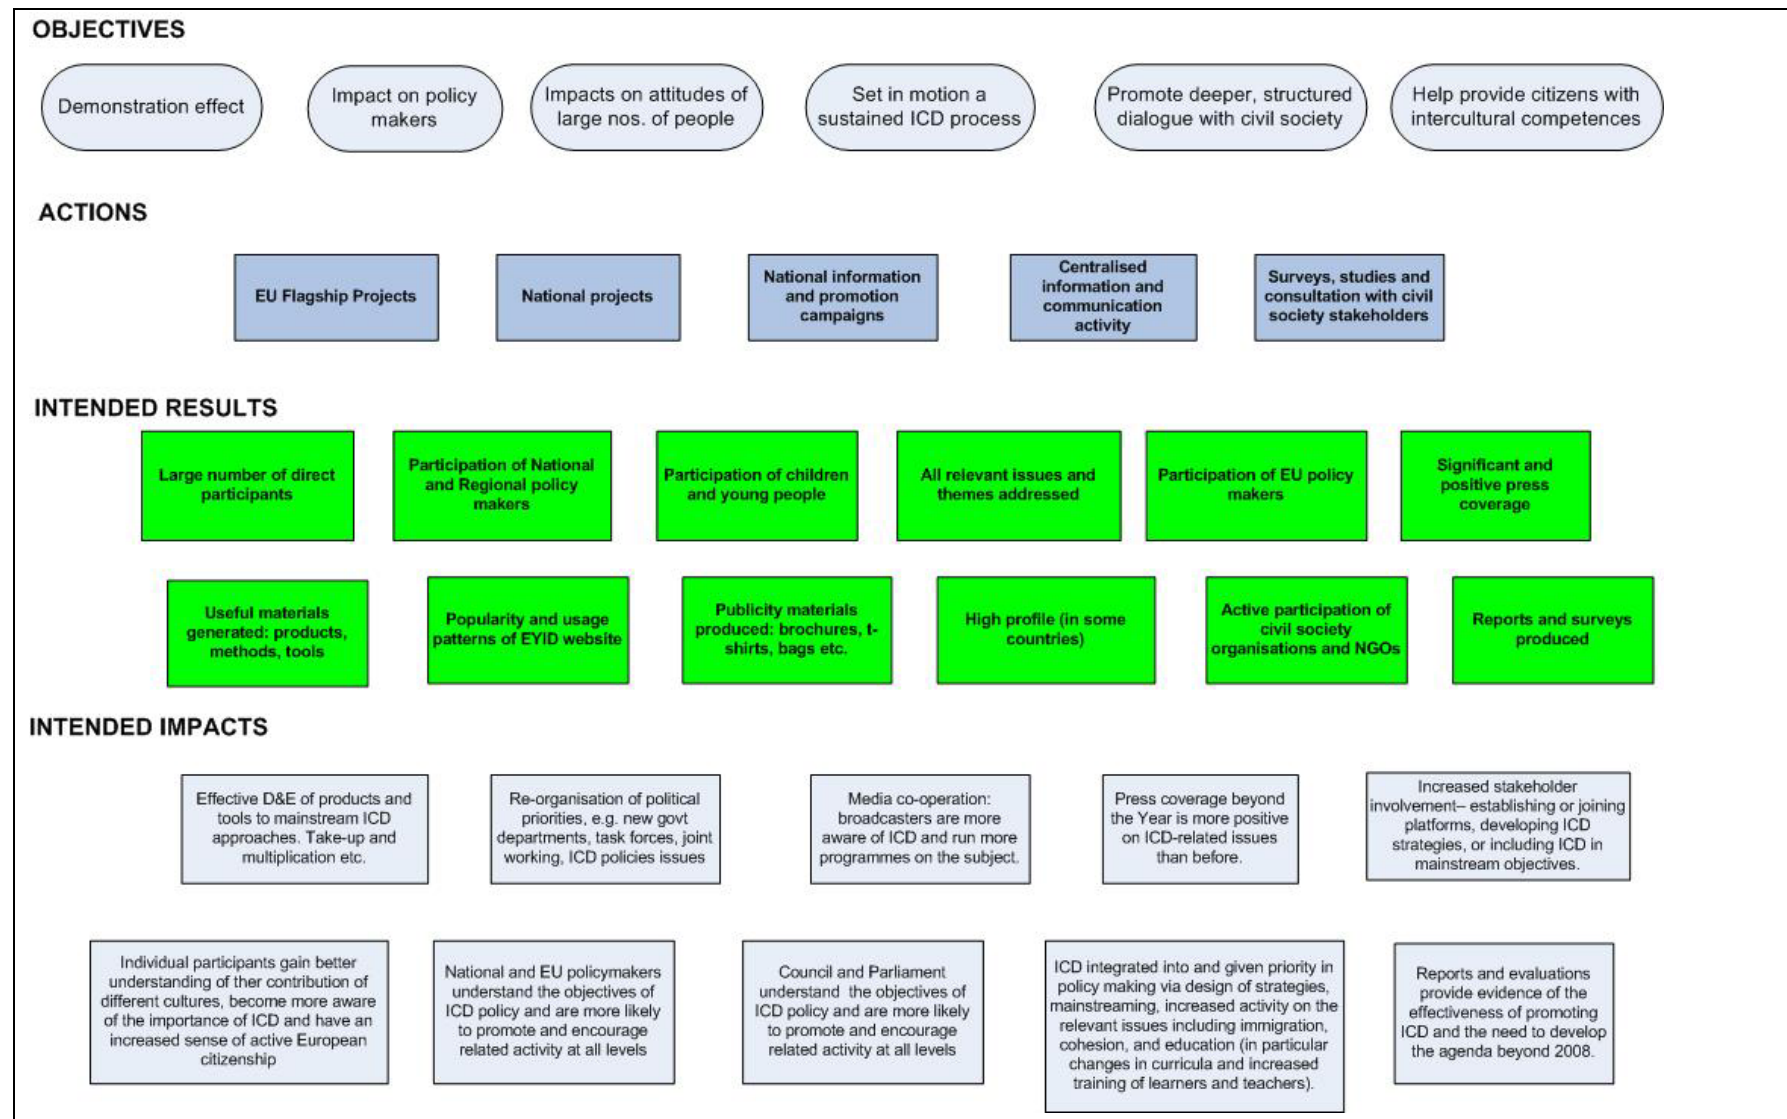 OBJECTIVES
Demonstration effect
Impact on policy
makers
Impacts on attitudes of
large nos. of people
Set in motion a
sustained ICD process
Promote deeper, structured
dialogue with civil society
Help provide citizens with
intercultural competences
ACTIONS
EU Flagship Projects
National projects
National information
and promotion
campaigns
Centralised
information and
communication
activity
Surveys, studies and
consultation with civil
society stakeholders
INTENDED RESULTS
Large number of direct
participants
Participation of National
and Regional policy
makers
Participation of children
and young people
All relevant issues and
themes addressed
Participation of EU policy
makers
Significant and
positive press
coverage
Useful materials
generated: products,
methods, tools
Popularity and usage
patterns of EYID website
Publicity materials
produced: brochures, t-
shirts, bags etc.
High profile (in some
countries)
Active participation of
civil society
organisations and NGOs
Reports and surveys
produced
INTENDED IMPACTS
Effective D&E of products and
tools to mainstream ICD
approaches. Take-up and
multiplication etc.
Re-organisation of political
priorities, e.g. new govt
departments, task forces, joint
working, ICD policies issues
Media co-operation:
broadcasters are more
aware of ICD and run more
programmes on the subject.
Press coverage beyond
the Year is more positive
on ICD-related issues
than before.
Increased stakeholder
involvement– establishing or joining
platforms, developing ICD
strategies, or including ICD in
mainstream objectives.
Individual participants gain better
understanding of ther contribution of
different cultures, become more aware
of the importance of ICD and have an
increased sense of active European
citizenship
National and EU policymakers
understand the objectives of
ICD policy and are more likely
to promote and encourage
related activity at all levels
Council and Parliament
understand the objectives of
ICD policy and are more likely
to promote and encourage
related activity at all levels
ICD integrated into and given priority in
policy making via design of strategies,
mainstreaming, increased activity on the
relevant issues including immigration,
cohesion, and education (in particular
changes in curricula and increased
training of learners and teachers).
Reports and evaluations
provide evidence of the
effectiveness of promoting
ICD and the need to develop
the agenda beyond 2008.